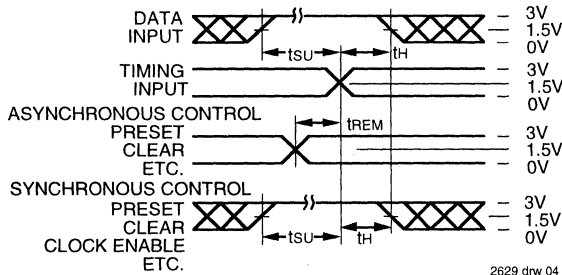 DATA
INPUT
3V
1.5V
0V
tSU
tH
TIMING
INPUT
3V
1.5V
0V
ASYNCHRONOUS CONTROL
PRESET
CLEAR
ETC.
tREM
3V
1.5V
0V
SYNCHRONOUS CONTROL
PRESET
CLEAR
CLOCK ENABLE
ETC.
tSU
tH
3V
1.5V
0V
2629 drw 04